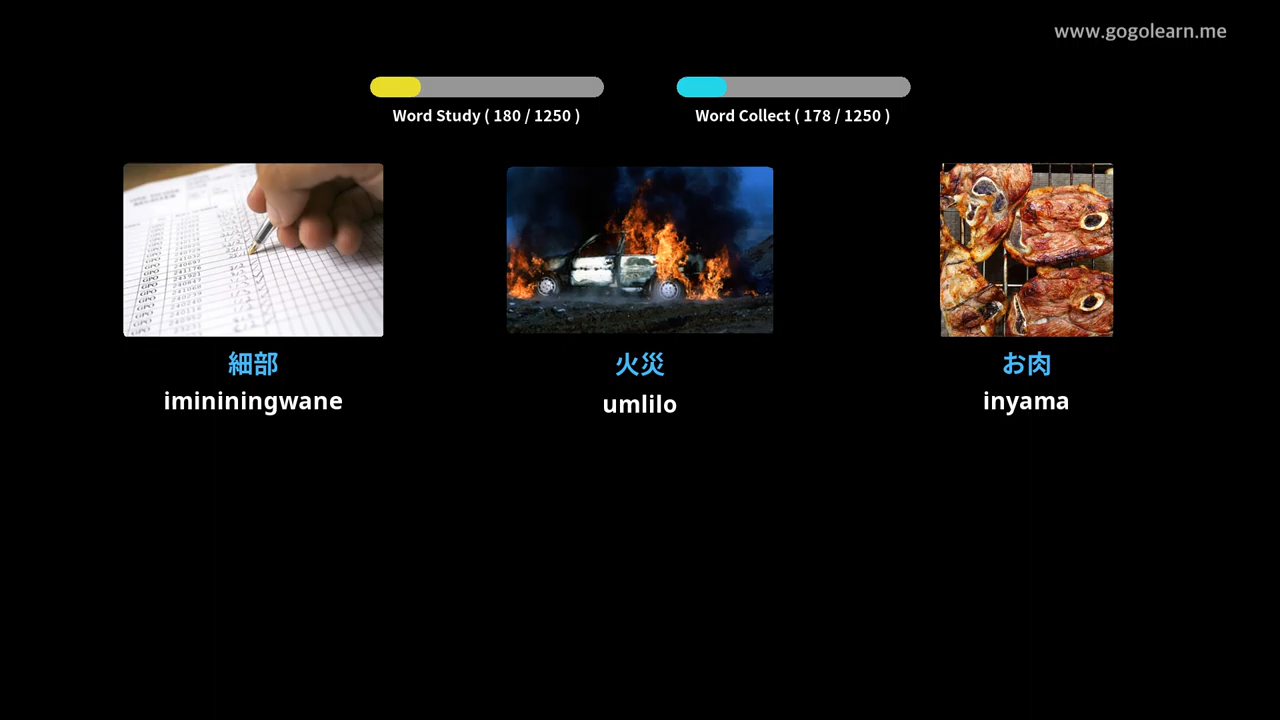 www.gogolearn.me
Word Study ( 180 / 1250 )
Word Collect ( 178 / 1250 )
細部
imininingwane
火災
umlilo
お肉
inyama